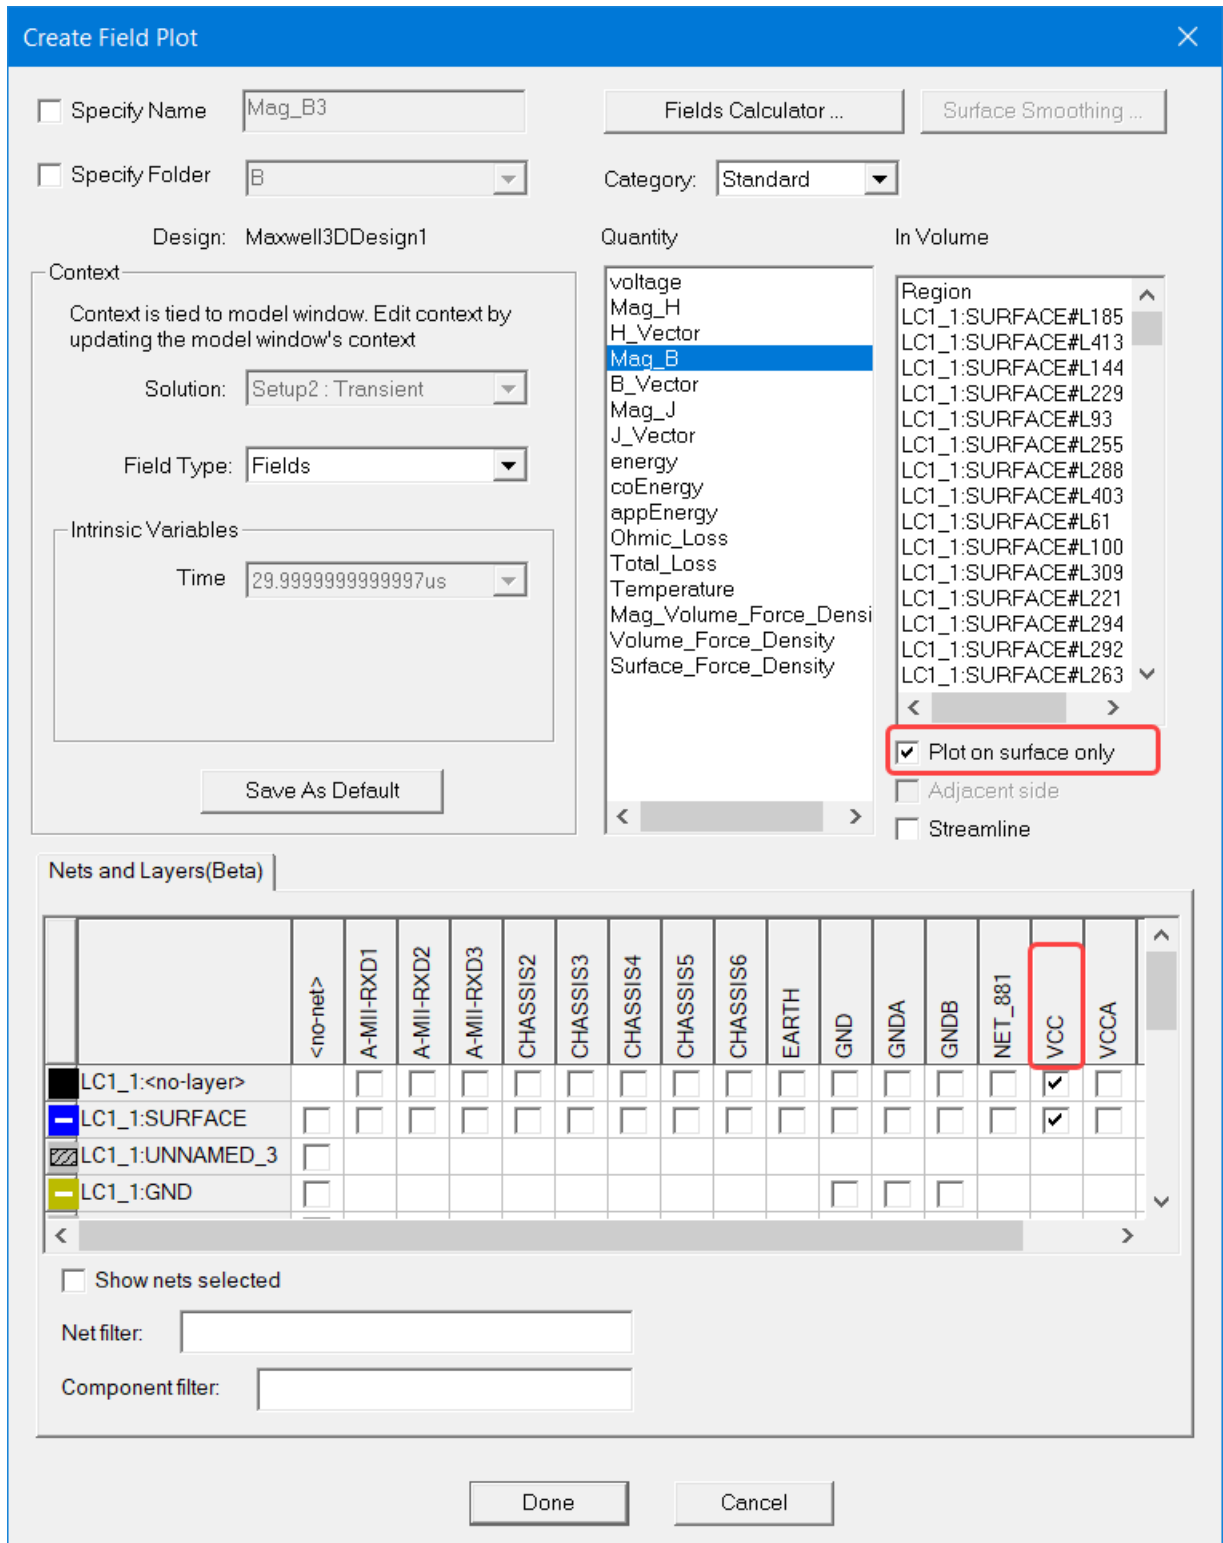 Create Field Plot
Specify Name
Mag_B3
Fields Calculator ...
Surface Smoothing ...
Specify Folder
B
Category:
Standard
Design:
Maxwell3DDesign1
Quantity
In Volume
Context
Context is tied to model window. Edit context by
updating the model window's context
Solution:
Setup2 : Transient
Field Type:
Fields
Intrinsic Variables
Time
29.9999999999997us
Save As Default
voltage
Mag_H
H_Vector
Mag_B
B_Vector
Mag_J
J_Vector
energy
coEnergy
appEnergy
Ohmic_Loss
Total_Loss
Temperature
Mag_Volume_Force_Densi
Volume_Force_Density
Surface_Force_Density
Region
LC1_1:SURFACE#L185
LC1_1:SURFACE#L413
LC1_1:SURFACE#L144
LC1_1:SURFACE#L229
LC1_1:SURFACE#L93
LC1_1:SURFACE#L255
LC1_1:SURFACE#L288
LC1_1:SURFACE#L403
LC1_1:SURFACE#L61
LC1_1:SURFACE#L100
LC1_1:SURFACE#L309
LC1_1:SURFACE#L221
LC1_1:SURFACE#L294
LC1_1:SURFACE#L292
LC1_1:SURFACE#L263
Plot on surface only
Adjacent side
Streamline
Nets and Layers(Beta)
<no-net>
A-MII-RXD1
A-MII-RXD2
A-MII-RXD3
CHASSIS2
CHASSIS3
CHASSIS4
CHASSIS5
CHASSIS6
EARTH
GND
GNDA
GNDB
NET_881
VCC
VCCA
LC1_1:<no-layer>
LC1_1:SURFACE
LC1_1:UNNAMED_3
LC1_1:GND
Show nets selected
Net filter:
Component filter:
Done
Cancel